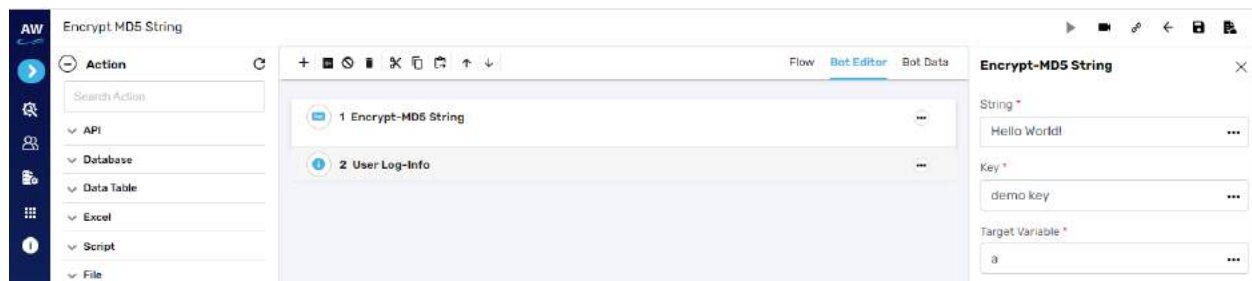 AW
Encrypt MD5 String
Action
Search Action
API
Database
Data Table
Excel
Script
File
Flow
Bot Editor
Bot Data
1 Encrypt-MD5 String
2 User Log-Info
Encrypt-MD5 String
String *
Hello World!
Key *
demo key
Target Variable *
a